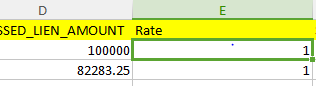 D E
SSED_LIEN_AMOUNT Rate
100000 1
82283.25 1